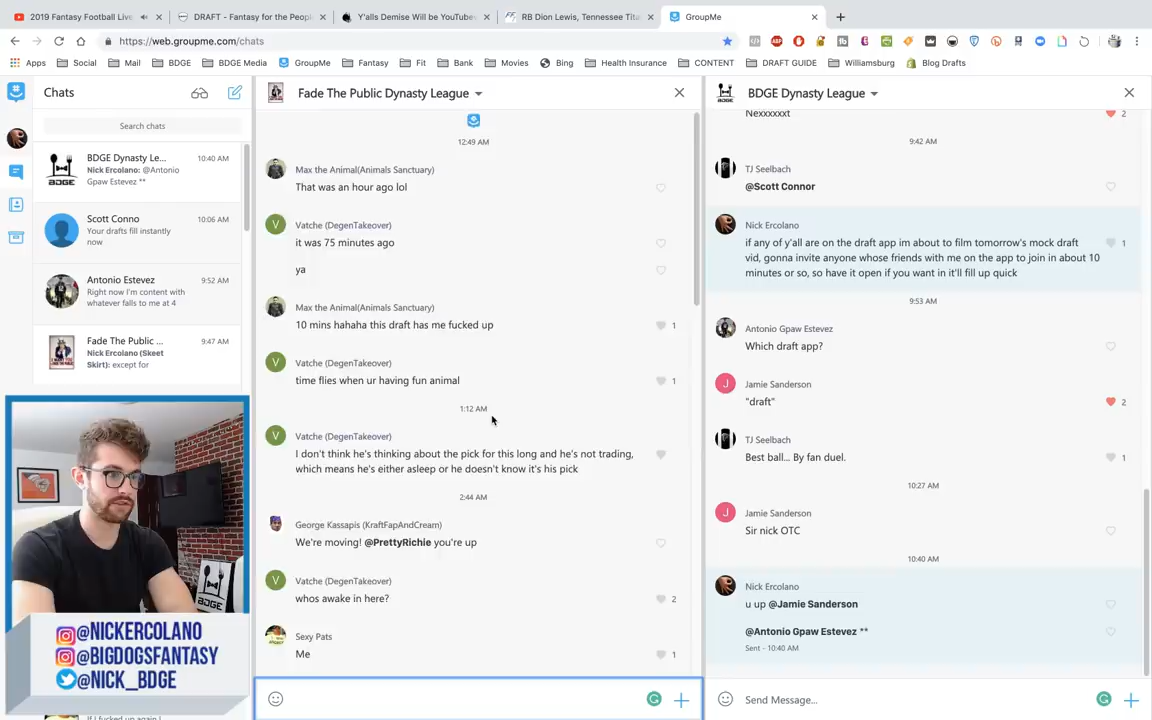 2019 Fantasy Football Live
DRAFT - Fantasy for the Peopl
Y'alls Demise Will be YouTube
RB Dion Lewis, Tennessee Tita
GroupMe
https://web.groupme.com/chats
Apps
Social
Mail
BDGE
BDGE Media
GroupMe
Fantasy
Fit
Bank
Movies
Bing
Health Insurance
CONTENT
DRAFT GUIDE
Williamsburg
Blog Drafts
Chats
Search chats
BDGE Dynasty Le...
10:40 AM
Nick Ercolano: @Antonio
Gpaw Estevez **
Scott Conno
10:06 AM
Your drafts fill instantly
now
Antonio Estevez
9:52 AM
Right now I'm content with
whatever falls to me at 4
Fade The Public ...
9:47 AM
Nick Ercolano (Skeet
Skirt): except for
Fade The Public Dynasty League
12:49 AM
Max the Animal(Animals Sanctuary)
That was an hour ago lol
Vatche (DegenTakeover)
it was 75 minutes ago
ya
Max the Animal(Animals Sanctuary)
10 mins hahaha this draft has me fucked up
1
Vatche (DegenTakeover)
time flies when ur having fun animal
1
1:12 AM
Vatche (DegenTakeover)
I don't think he's thinking about the pick for this long and he's not trading,
which means he's either asleep or he doesn't know it's his pick
2:44 AM
George Kassapis (KraftFapAndCream)
We're moving! @PrettyRichie you're up
Vatche (DegenTakeover)
whos awake in here?
2
Sexy Pats
Me
1
BDGE Dynasty League
Nexxxxxt
2
9:42 AM
TJ Seelbach
@Scott Connor
Nick Ercolano
if any of y'all are on the draft app im about to film tomorrow's mock draft
vid, gonna invite anyone whose friends with me on the app to join in about 10
minutes or so, so have it open if you want in it'll fill up quick
1
9:53 AM
Antonio Gpaw Estevez
Which draft app?
Jamie Sanderson
"draft"
2
TJ Seelbach
Best ball... By fan duel.
1
10:27 AM
Jamie Sanderson
Sir nick OTC
10:40 AM
Nick Ercolano
u up @Jamie Sanderson
@Antonio Gpaw Estevez **
Sent - 10:40 AM
Send Message...
BDGE
@NICKERCOLANO
@BIGDOGSFANTASY
@NICK_BDGE
If I fucked up again I